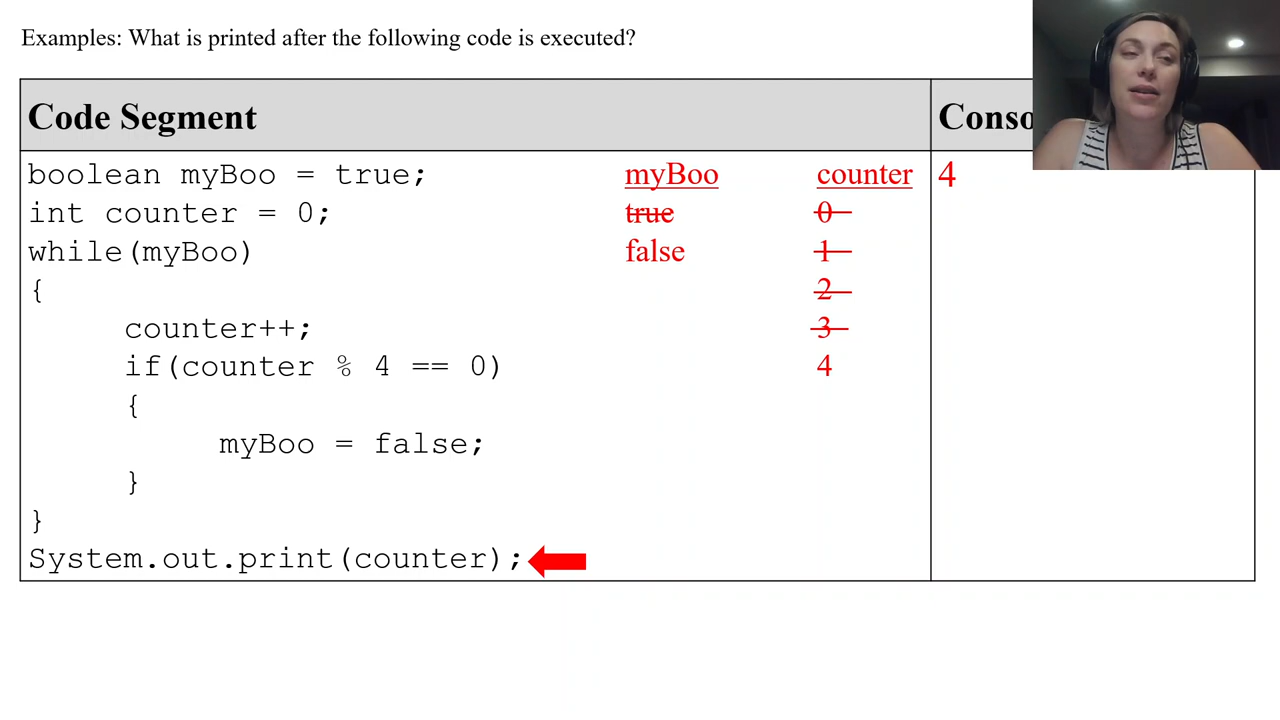 Examples: What is printed after the following code is executed?
Code Segment
Conso
boolean myBoo = true; myBoo counter 4
int counter = 0; true 0
while(myBoo) false 1
{ 2
counter++; 3
if(counter % 4 == 0) 4
{
myBoo = false;
}
}
System.out.print(counter);